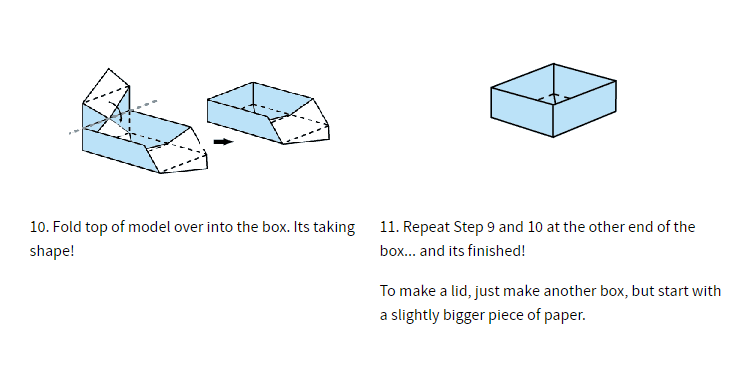 10. Fold top of model over into the box. Its taking
shape!
11. Repeat Step 9 and 10 at the other end of the
box... and its finished!
To make a lid, just make another box, but start with
a slightly bigger piece of paper.